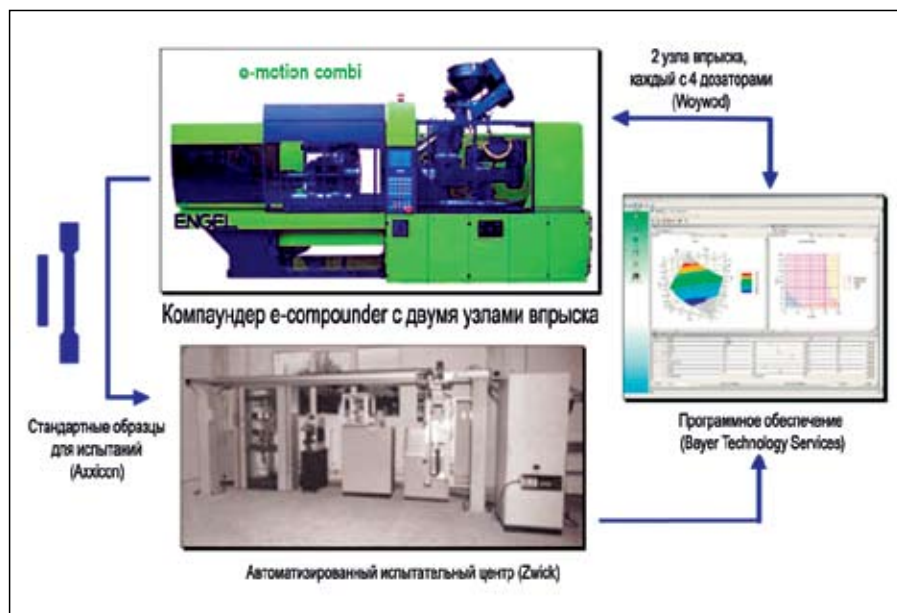 e-motion combi
2 узла впрыска,
каждый с 4 дозаторами
(Woywod)
ENGEL
Компаундер e-compounder с двумя узлами впрыска
Стандартные образцы
для испытаний
(Axxicon)
Программное обеспечение
(Bayer Technology Services)
Автоматизированный испытательный центр (Zwick)